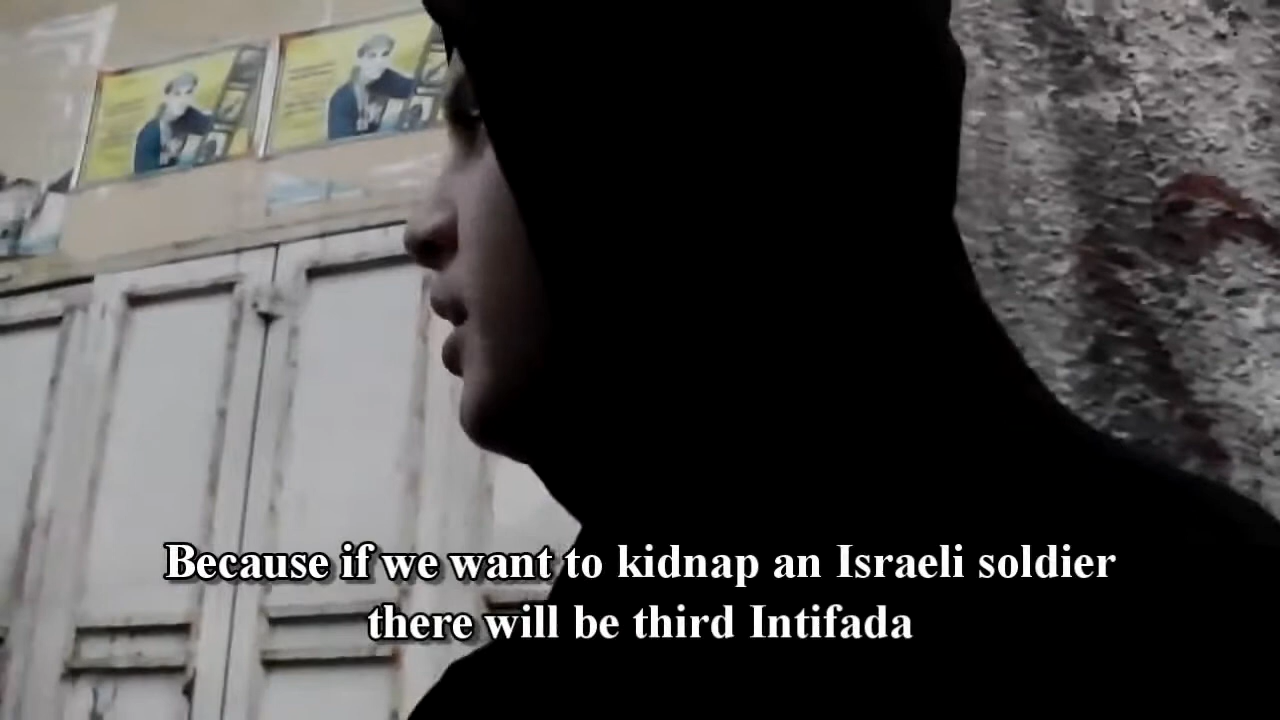 Because if we want to kidnap an Israeli soldier
there will be third Intifada